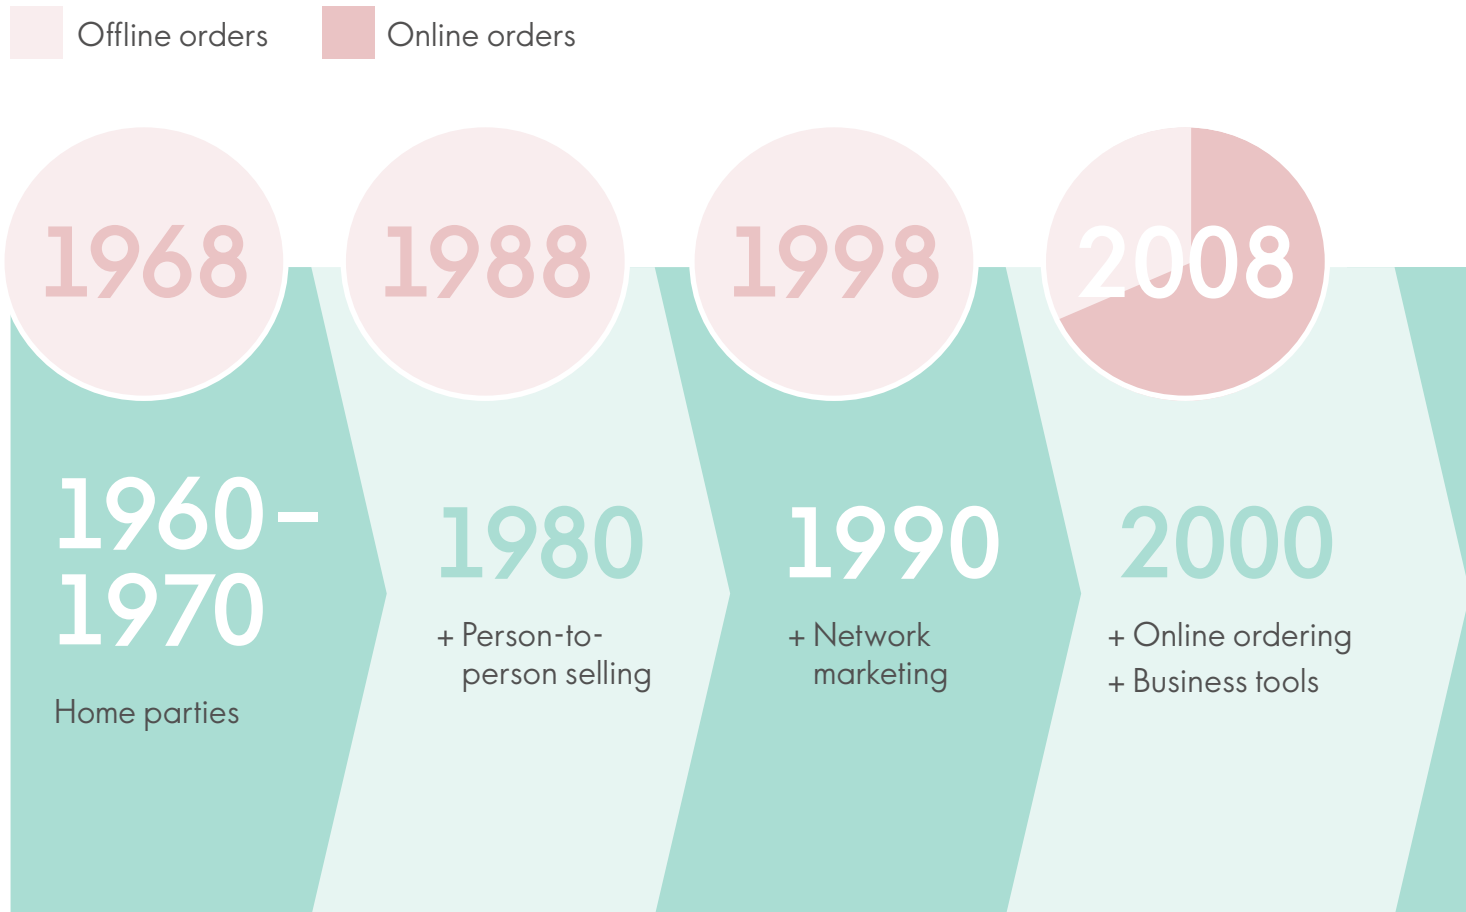 Offline orders
Online orders
1968
1988
1998
2008
1960–
1970
Home parties
1980
+ Person-to-
person selling
1990
+ Network
marketing
2000
+ Online ordering
+ Business tools